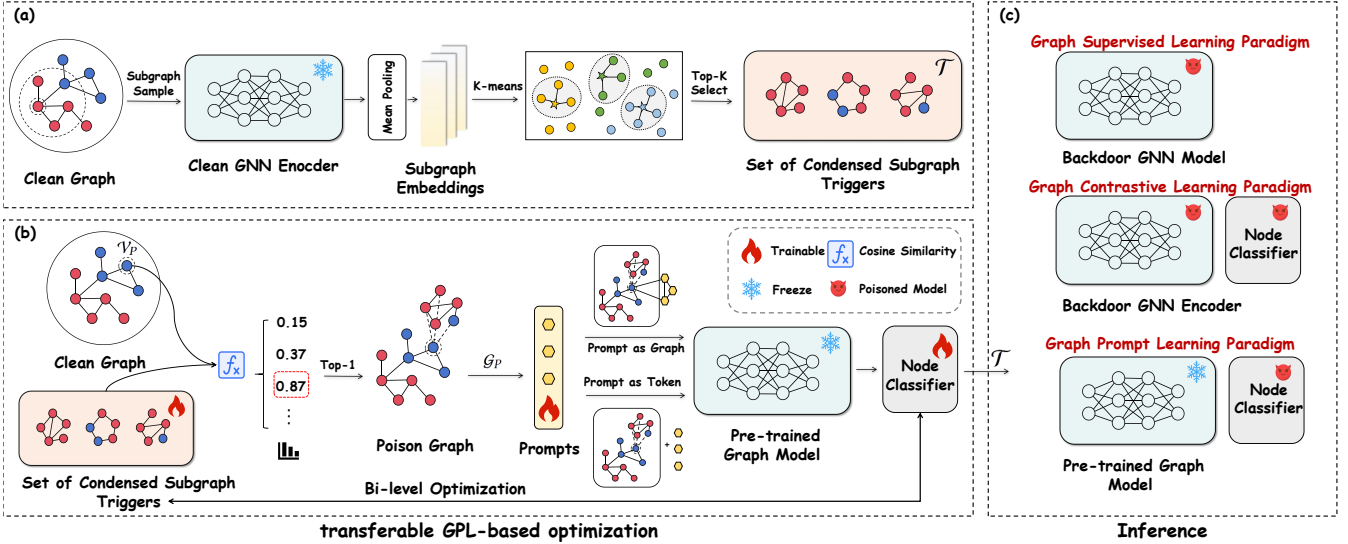 (a)
Subgraph
Sample
Clean Graph
Clean GNN Enocder
Mean Pooling
Subgraph
Embeddings
K-means
Top-K
Select
𝒯
Set of Condensed Subgraph
Triggers
(b)
𝒱_P
Clean Graph
f_x
Set of Condensed Subgraph
Triggers
0.15
0.37
0.87
⋮
Top-1
Poison Graph
𝒢_P
Prompts
Prompt as Graph
Prompt as Token
+
Trainable
f_x
Cosine Similarity
Freeze
Poisoned Model
Pre-trained
Graph Model
Node
Classifier
Bi-level Optimization
transferable GPL-based optimization
𝒯
(c)
Graph Supervised Learning Paradigm
Backdoor GNN Model
Graph Contrastive Learning Paradigm
Node
Classifier
Backdoor GNN Encoder
Graph Prompt Learning Paradigm
Node
Classifier
Pre-trained Graph
Model
Inference